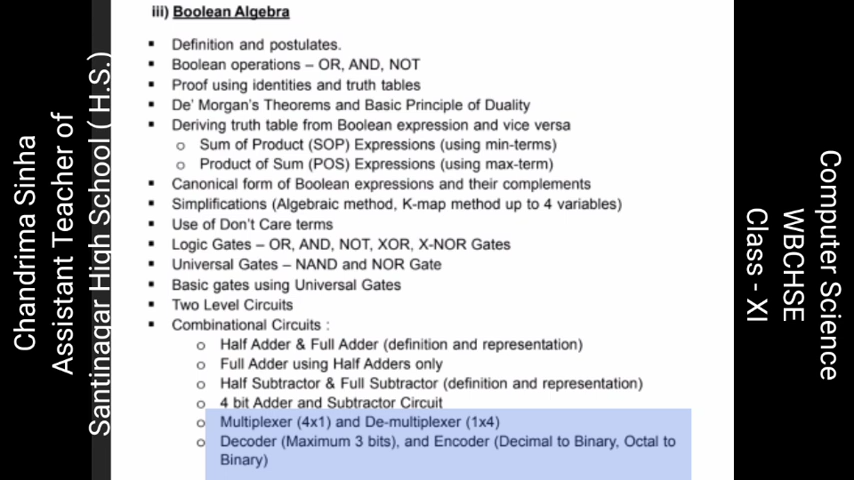 Chandrima Sinha
Assistant Teacher of
Santinagar High School ( H.S.)
iii) Boolean Algebra
▪ Definition and postulates.
▪ Boolean operations – OR, AND, NOT
▪ Proof using identities and truth tables
▪ De' Morgan's Theorems and Basic Principle of Duality
▪ Deriving truth table from Boolean expression and vice versa
o Sum of Product (SOP) Expressions (using min-terms)
o Product of Sum (POS) Expressions (using max-term)
▪ Canonical form of Boolean expressions and their complements
▪ Simplifications (Algebraic method, K-map method up to 4 variables)
▪ Use of Don't Care terms
▪ Logic Gates – OR, AND, NOT, XOR, X-NOR Gates
▪ Universal Gates – NAND and NOR Gate
▪ Basic gates using Universal Gates
▪ Two Level Circuits
▪ Combinational Circuits :
o Half Adder & Full Adder (definition and representation)
o Full Adder using Half Adders only
o Half Subtractor & Full Subtractor (definition and representation)
o 4 bit Adder and Subtractor Circuit
o Multiplexer (4x1) and De-multiplexer (1x4)
o Decoder (Maximum 3 bits), and Encoder (Decimal to Binary, Octal to
Binary)
Computer Science
WBCHSE
Class - XI